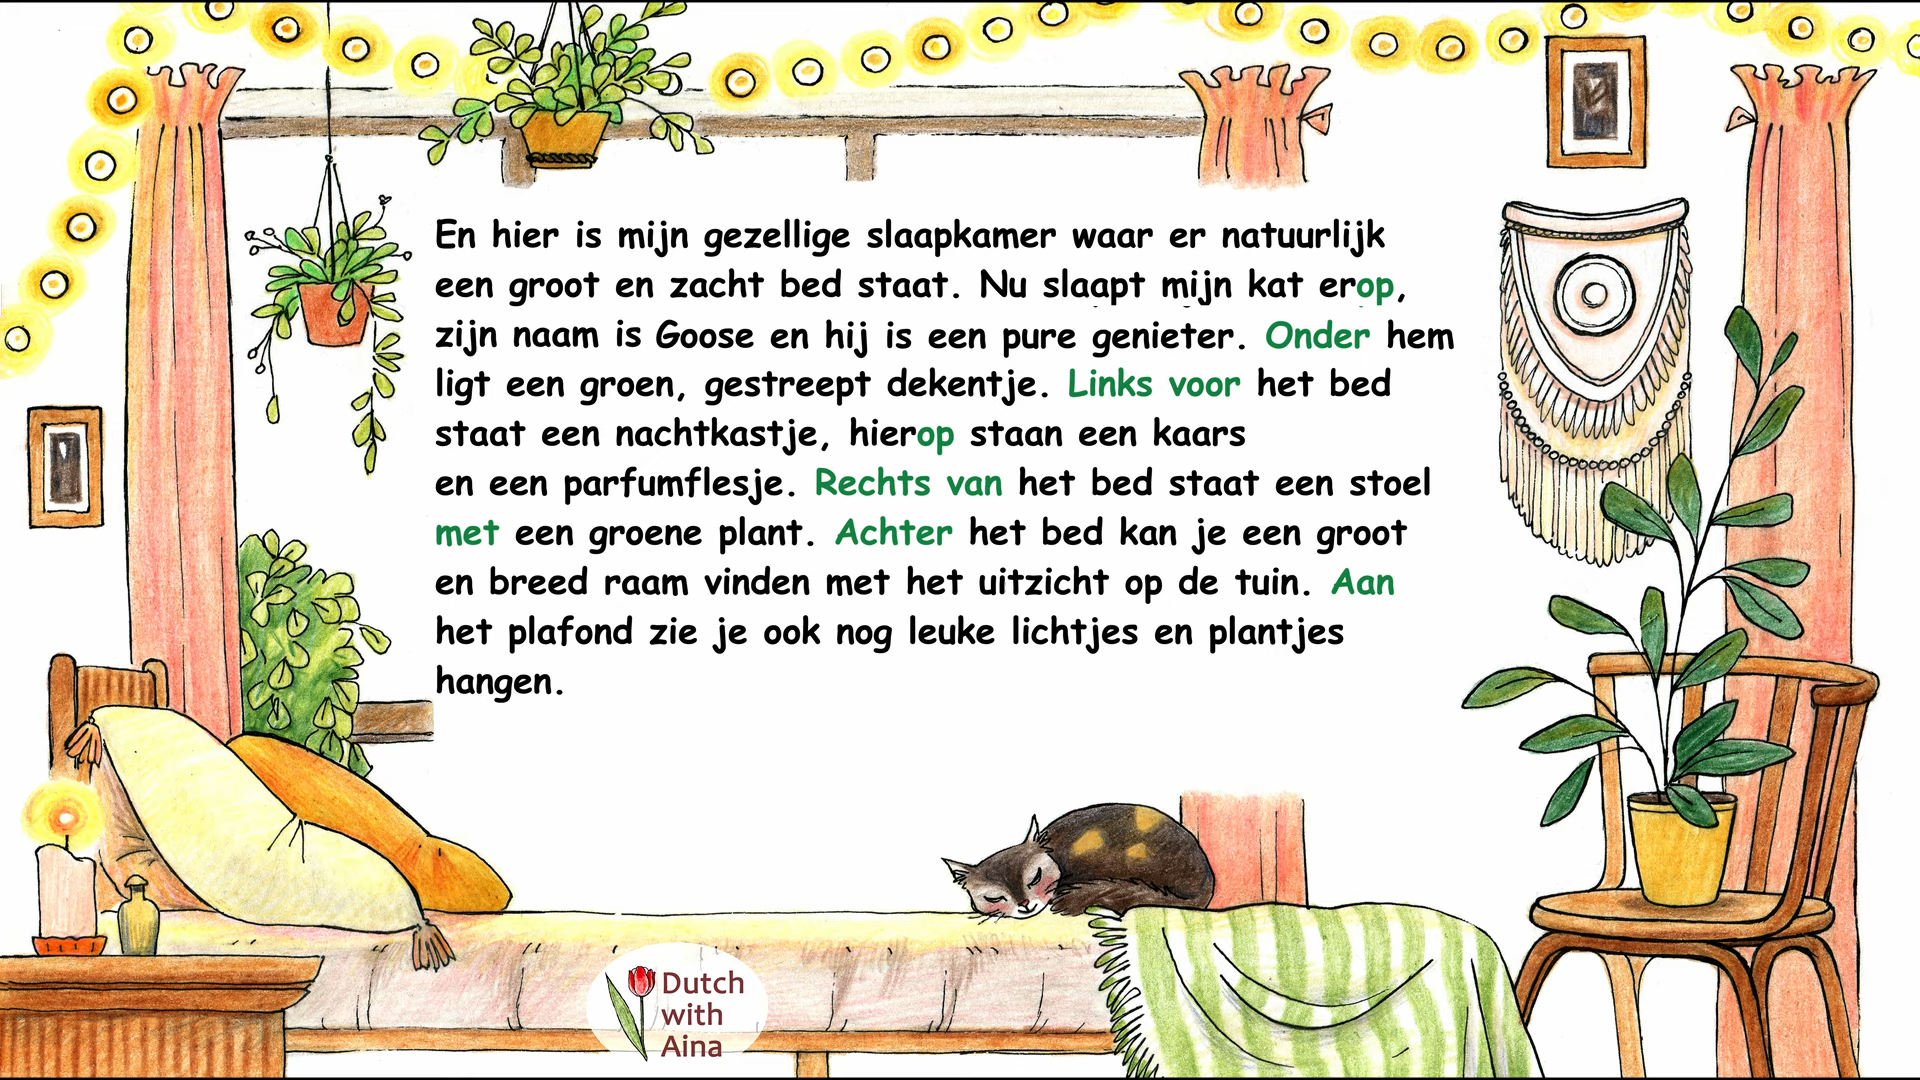 En hier is mijn gezellige slaapkamer waar er natuurlijk
een groot en zacht bed staat. Nu slaapt mijn kat erop,
zijn naam is Goose en hij is een pure genieter. Onder hem
ligt een groen, gestreept dekentje. Links voor het bed
staat een nachtkastje, hierop staan een kaars
en een parfumflesje. Rechts van het bed staat een stoel
met een groene plant. Achter het bed kan je een groot
en breed raam vinden met het uitzicht op de tuin. Aan
het plafond zie je ook nog leuke lichtjes en plantjes
hangen.
Dutch
with
Aina